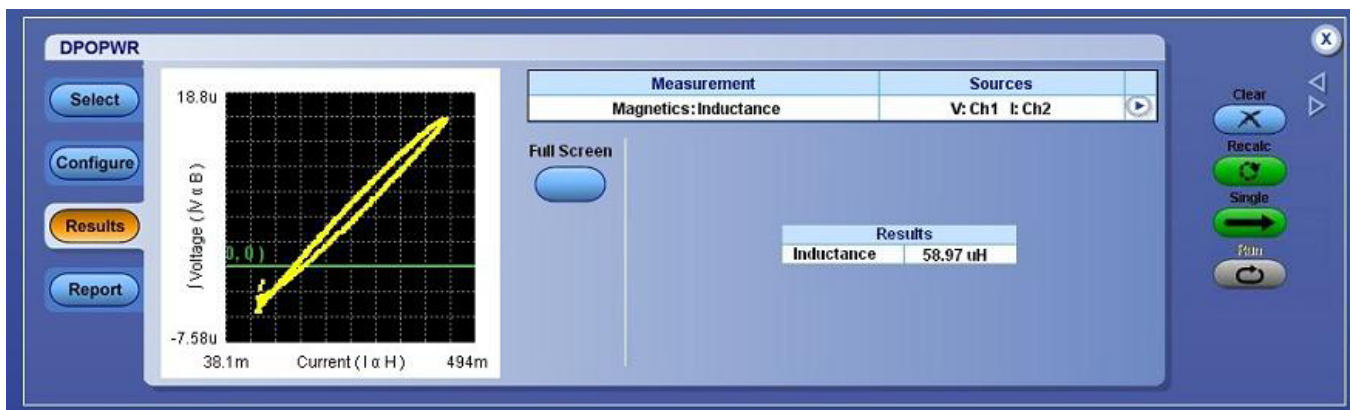 DPOPWR
Select
Configure
Results
Report
18.8u
∫Voltage (∫V α B)
0,0)
-7.58u
38.1m
Current ( I α H )
494m
Measurement
Sources
Magnetics:Inductance
V: Ch1 I: Ch2
Full Screen
Results
Inductance
58.97 uH
X
Clear
Recalc
Single
Run